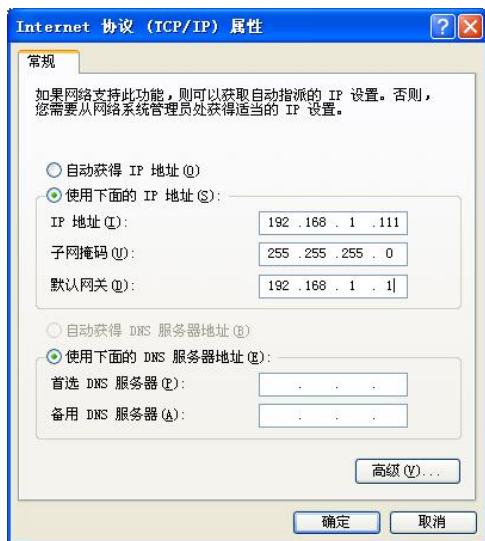 Internet 协议 (TCP/IP) 属性
常规
如果网络支持此功能，则可以获取自动指派的 IP 设置。否则，
您需要从网络系统管理员处获得适当的 IP 设置。
自动获得 IP 地址(O)
使用下面的 IP 地址(S):
IP 地址(I): 192 .168 . 1 .111
子网掩码(U): 255 .255 .255 . 0
默认网关(D): 192 .168 . 1 . 1
自动获得 DNS 服务器地址(B)
使用下面的 DNS 服务器地址(E):
首选 DNS 服务器(P): . . .
备用 DNS 服务器(A): . . .
高级(V)...
确定 取消